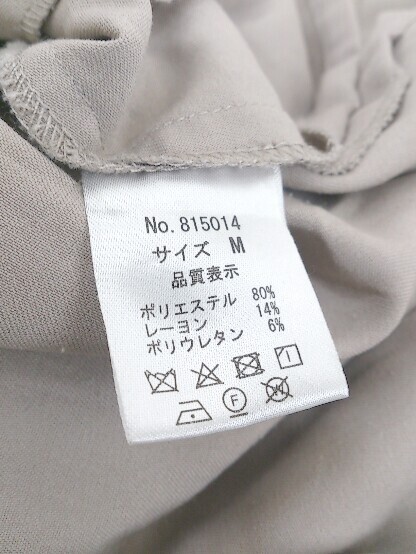 No. 815014
サイズ M
品質表示
ポリエステル 80%
レーヨン 14%
ポリウレタン 6%
F W